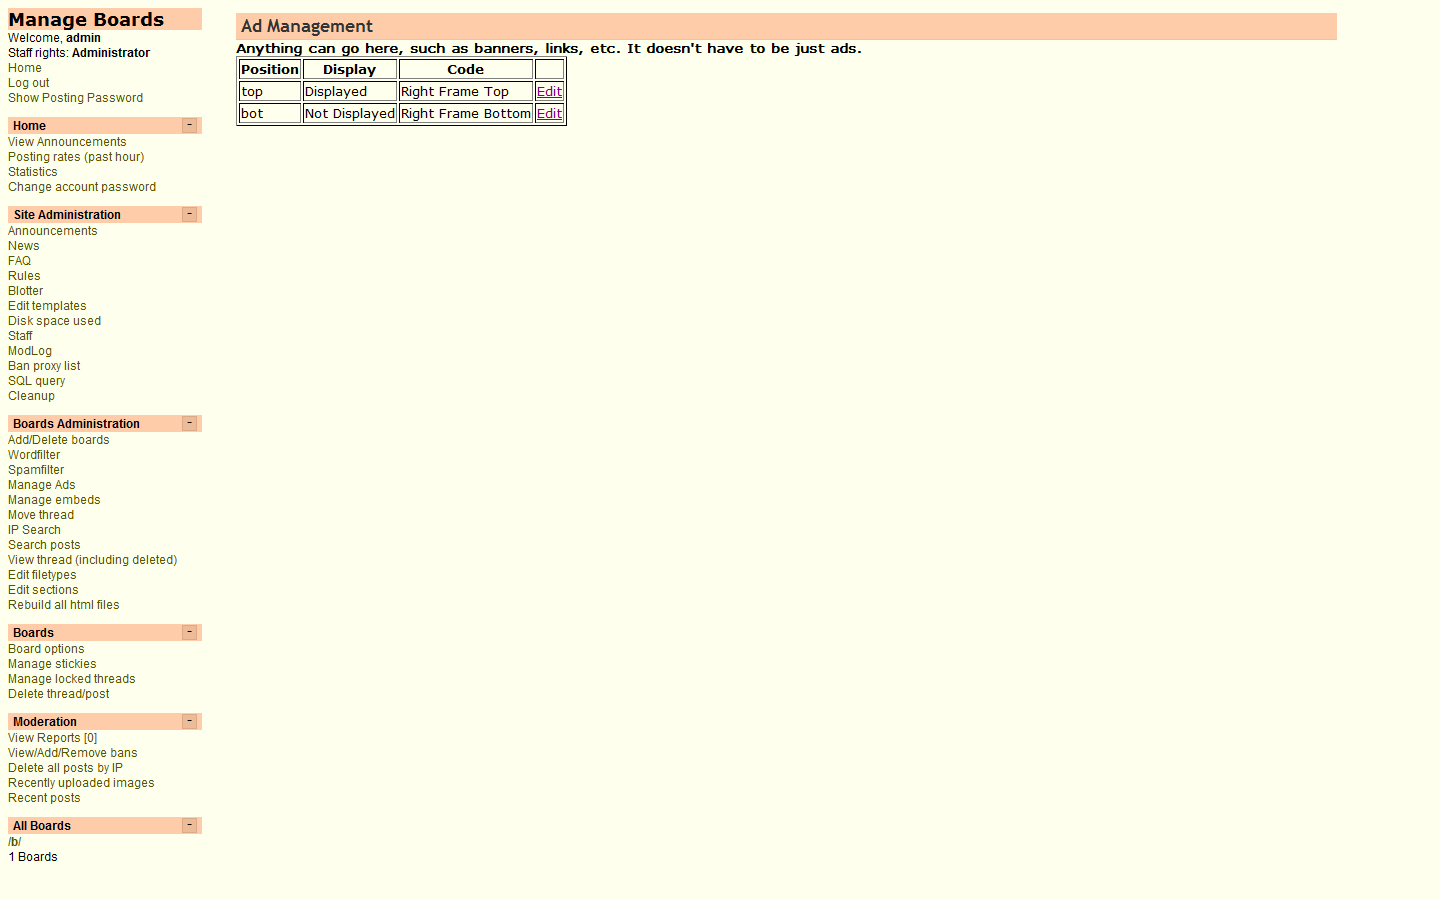 Manage Boards
Welcome, admin
Staff rights: Administrator
Home
Log out
Show Posting Password
Home -
View Announcements
Posting rates (past hour)
Statistics
Change account password
Site Administration -
Announcements
News
FAQ
Rules
Blotter
Edit templates
Disk space used
Staff
ModLog
Ban proxy list
SQL query
Cleanup
Boards Administration -
Add/Delete boards
Wordfilter
Spamfilter
Manage Ads
Manage embeds
Move thread
IP Search
Search posts
View thread (including deleted)
Edit filetypes
Edit sections
Rebuild all html files
Boards -
Board options
Manage stickies
Manage locked threads
Delete thread/post
Moderation -
View Reports [0]
View/Add/Remove bans
Delete all posts by IP
Recently uploaded images
Recent posts
All Boards -
/b/
1 Boards
Ad Management
Anything can go here, such as banners, links, etc. It doesn't have to be just ads.
Position Display Code
top Displayed Right Frame Top Edit
bot Not Displayed Right Frame Bottom Edit